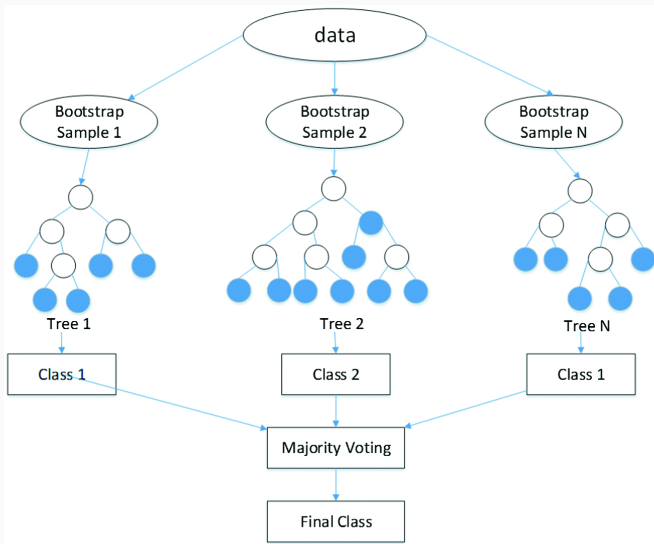 data
Bootstrap
Sample 1
Bootstrap
Sample 2
Bootstrap
Sample N
Tree 1
Tree 2
Tree N
Class 1
Class 2
Class 1
Majority Voting
Final Class